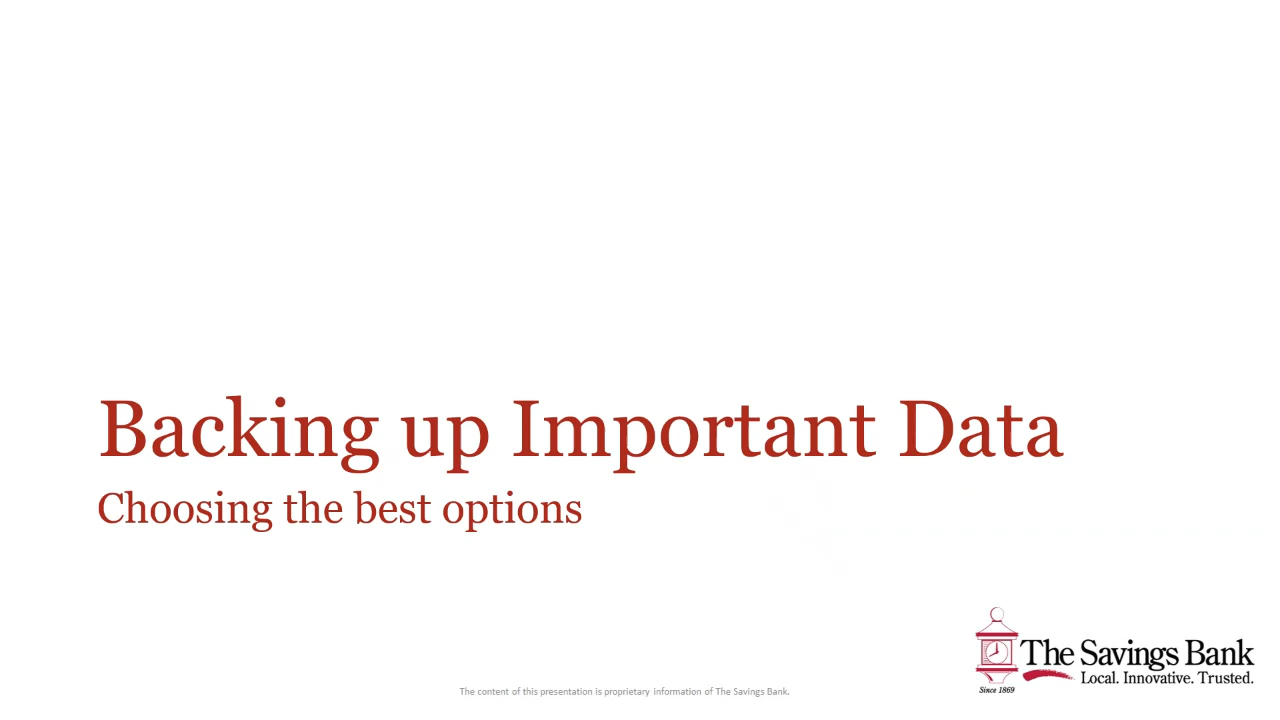 Backing up Important Data
Choosing the best options
The Savings Bank
Local. Innovative. Trusted.
Since 1869
The content of this presentation is proprietary information of The Savings Bank.